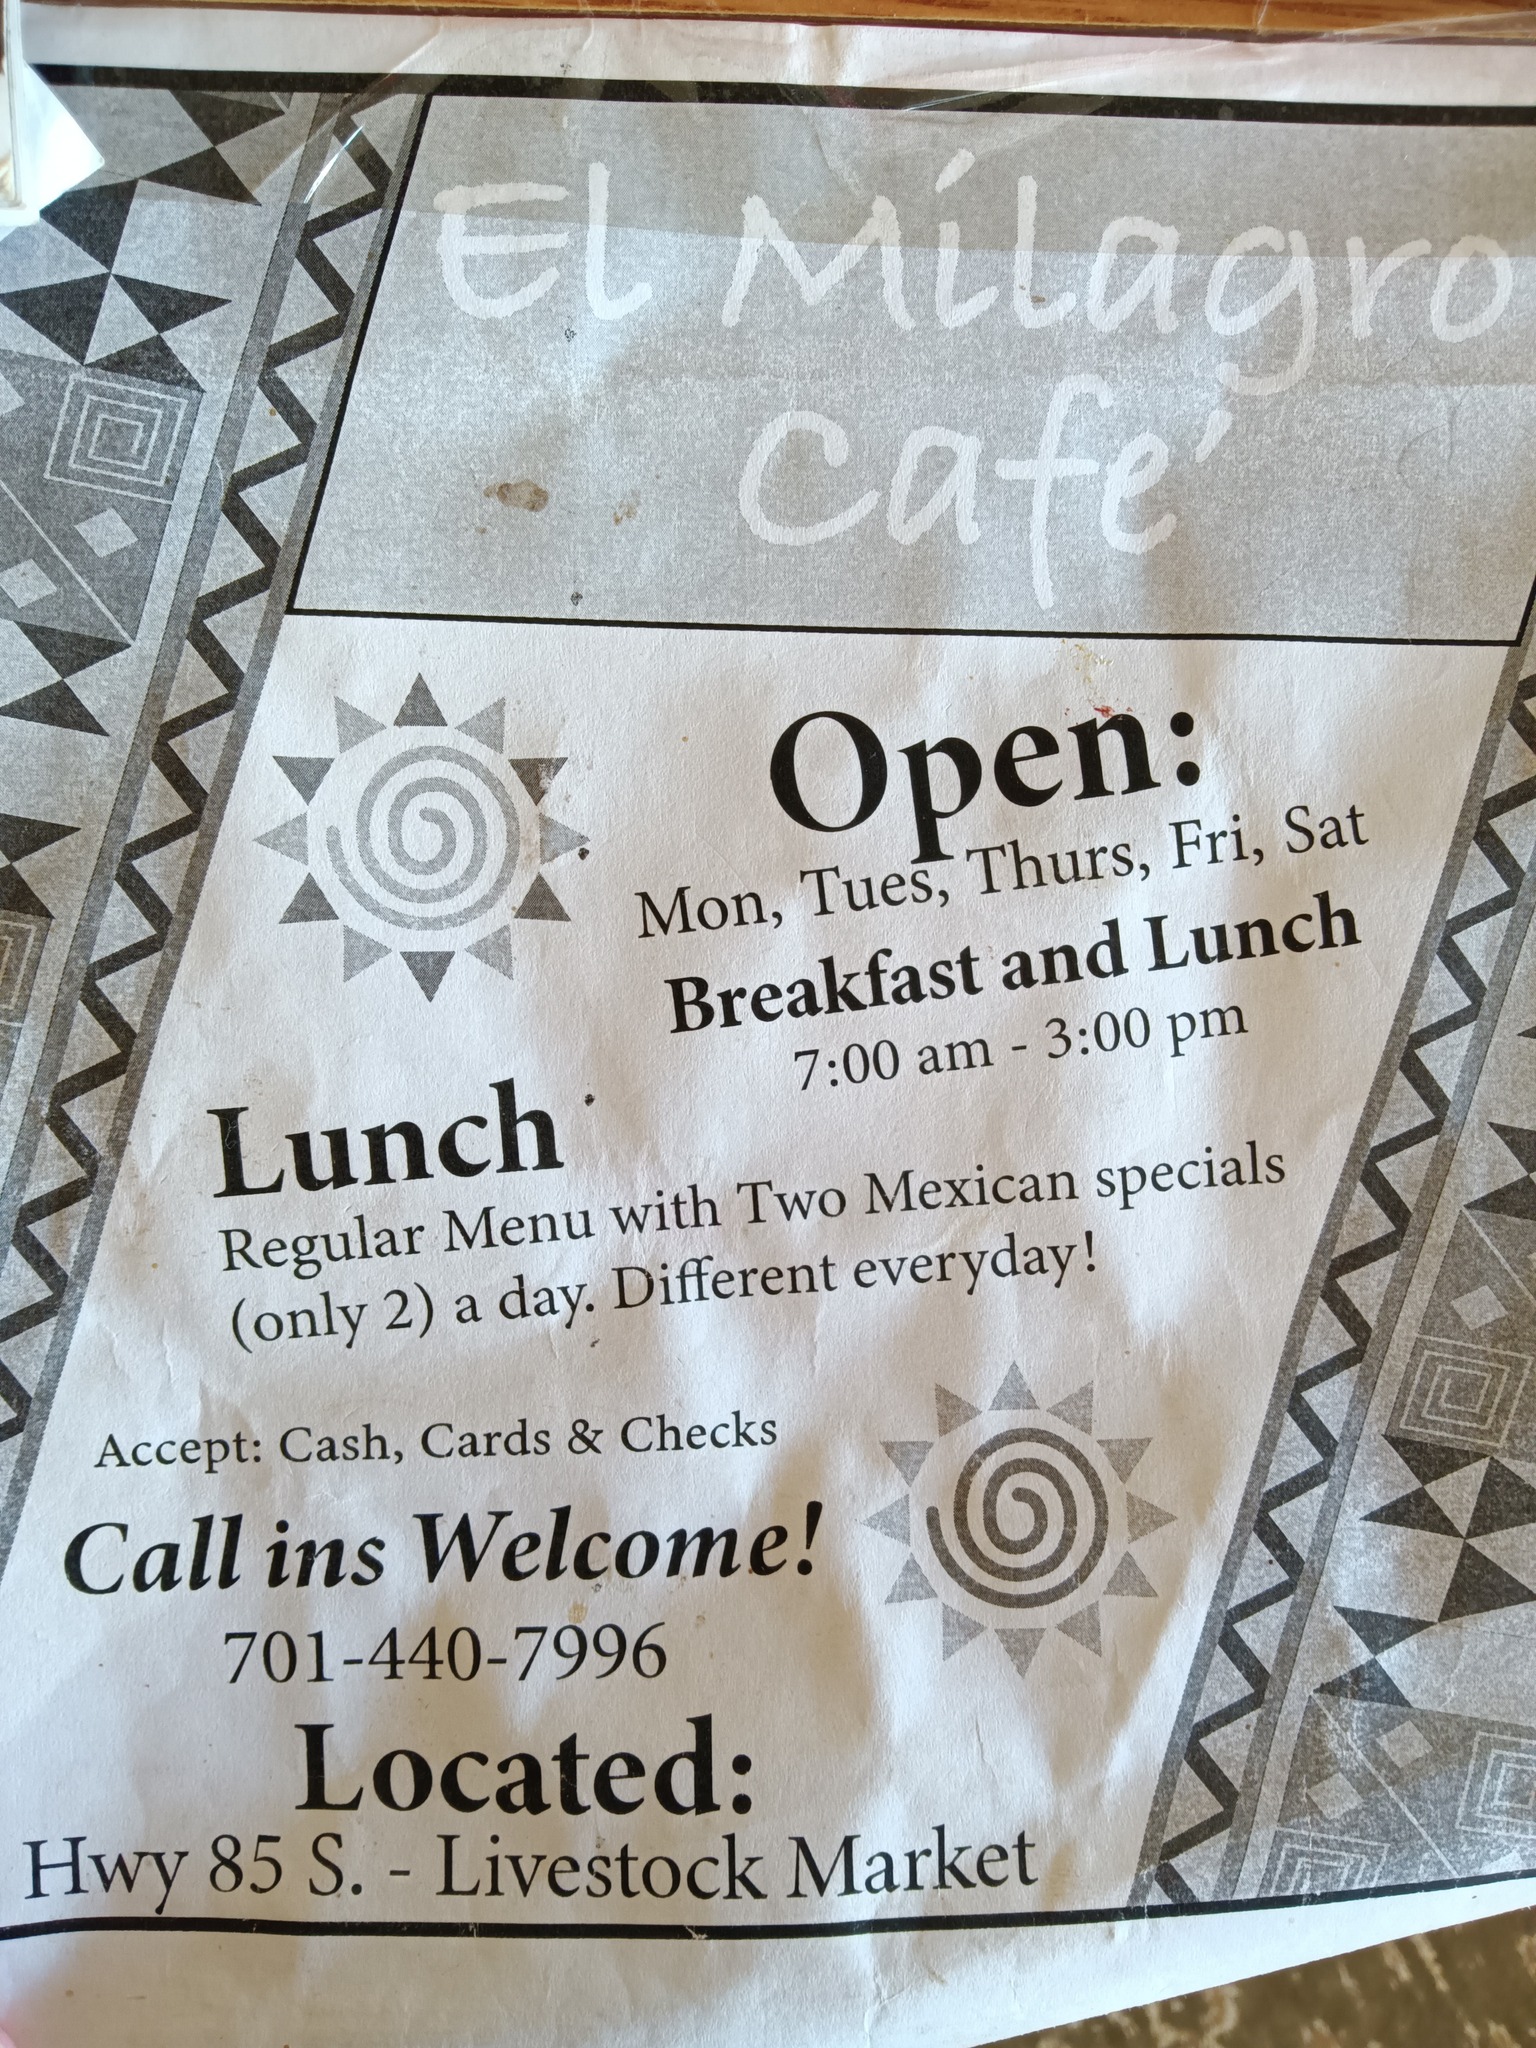 El Milagro
Café
Open:
Mon, Tues, Thurs, Fri, Sat
Breakfast and Lunch
7:00 am - 3:00 pm
Lunch
Regular Menu with Two Mexican specials
(only 2) a day. Different everyday!
Accept: Cash, Cards & Checks
Call ins Welcome!
701-440-7996
Located:
Hwy 85 S. - Livestock Market